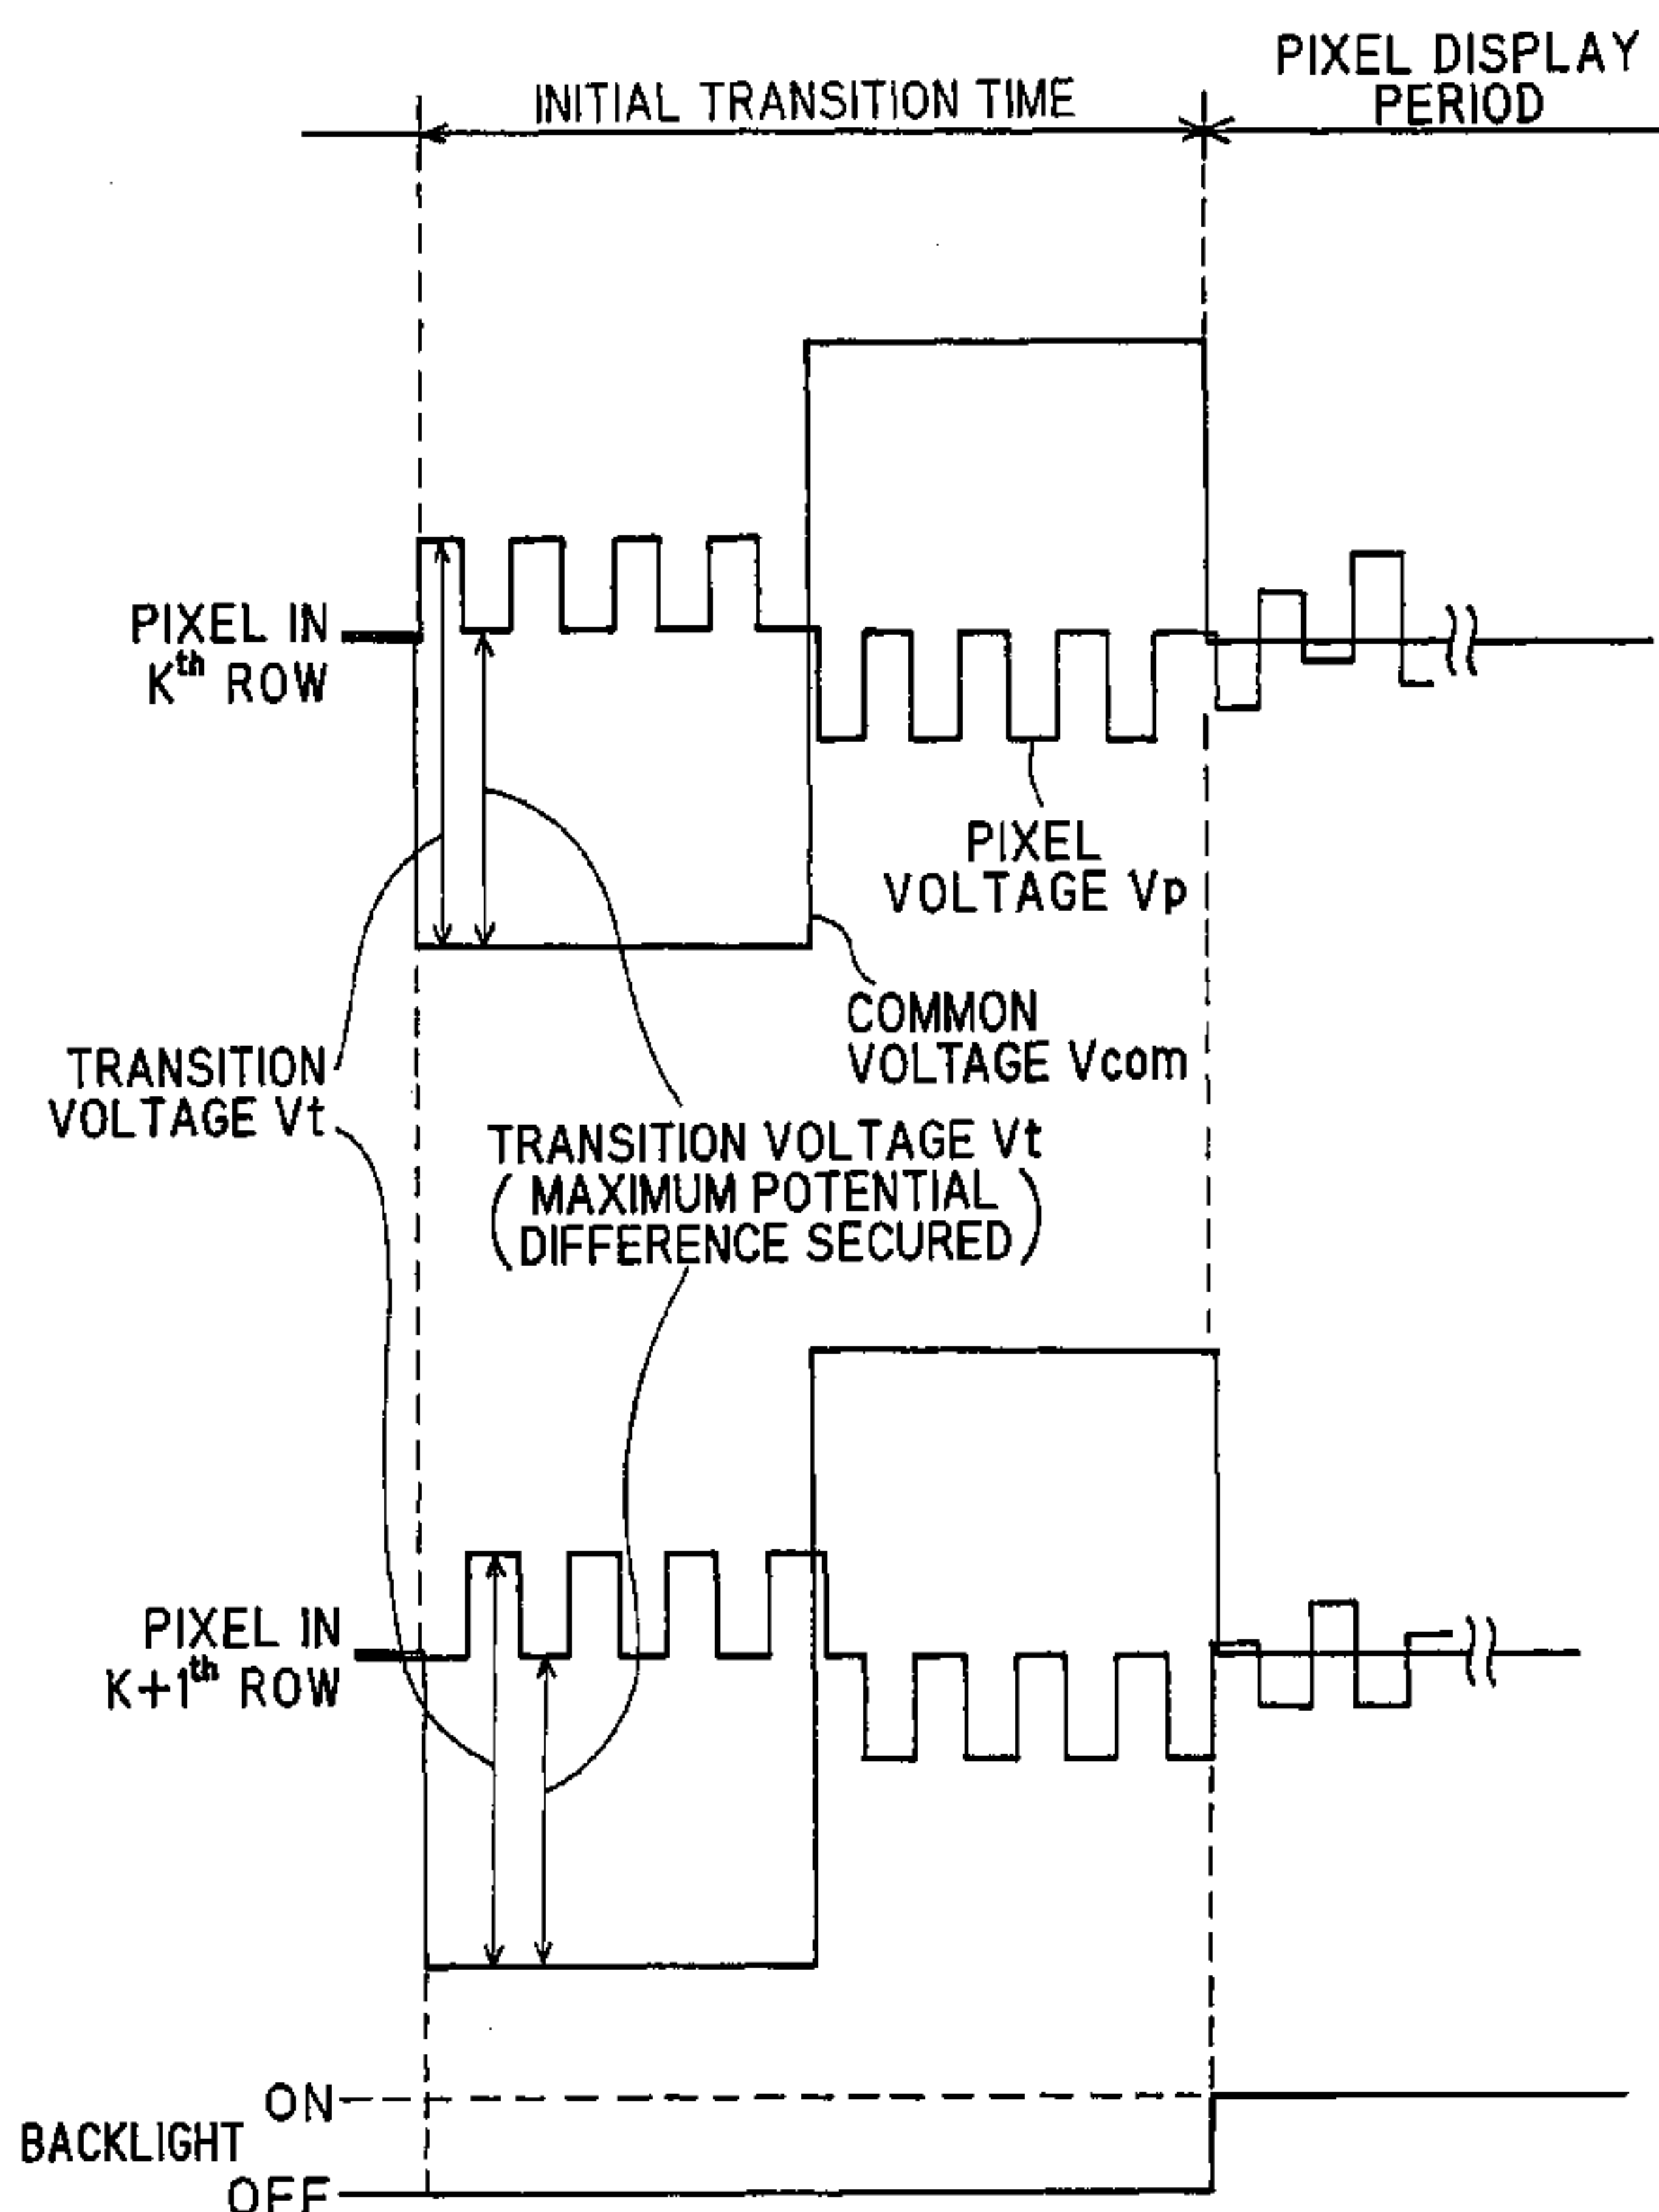 INITIAL TRANSITION TIME
PIXEL DISPLAY
PERIOD
PIXEL IN
Kth ROW
PIXEL
VOLTAGE Vp
COMMON
VOLTAGE Vcom
TRANSITION
VOLTAGE Vt
TRANSITION VOLTAGE Vt
( MAXIMUM POTENTIAL
DIFFERENCE SECURED )
PIXEL IN
K+1th ROW
ON
BACKLIGHT
OFF